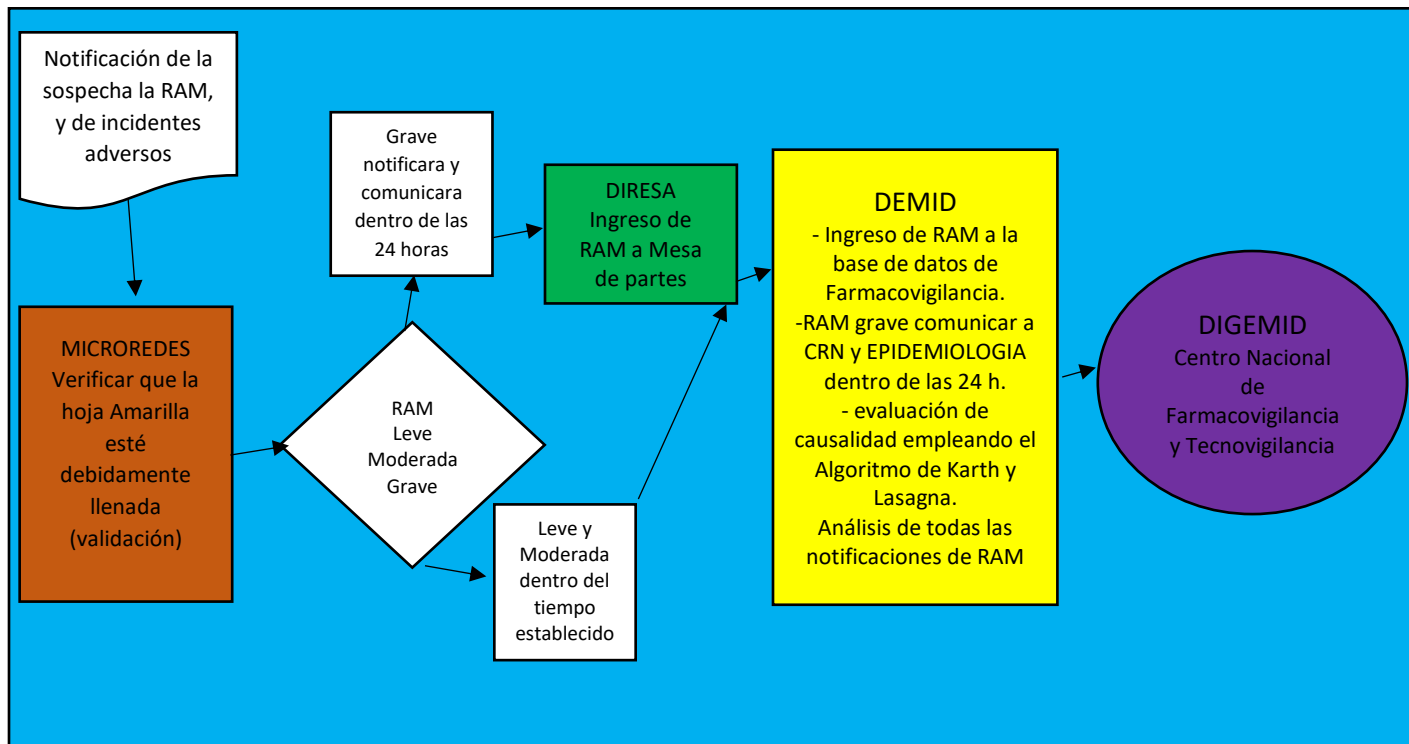 Notificación de la
sospecha la RAM,
y de incidentes
adversos
MICROREDES
Verificar que la
hoja Amarilla
esté
debidamente
llenada
(validación)
RAM
Leve
Moderada
Grave
Grave
notificara y
comunicara
dentro de las
24 horas
Leve y
Moderada
dentro del
tiempo
establecido
DIRESA
Ingreso de
RAM a Mesa
de partes
DEMID
- Ingreso de RAM a la
base de datos de
Farmacovigilancia.
-RAM grave comunicar a
CRN y EPIDEMIOLOGIA
dentro de las 24 h.
- evaluación de
causalidad empleando el
Algoritmo de Karth y
Lasagna.
Análisis de todas las
notificaciones de RAM
DIGEMID
Centro Nacional
de
Farmacovigilancia
y Tecnovigilancia